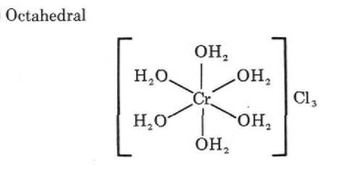 Octahedral
OH₂
H₂O OH₂
Cr Cl₃
H₂O OH₂
OH₂